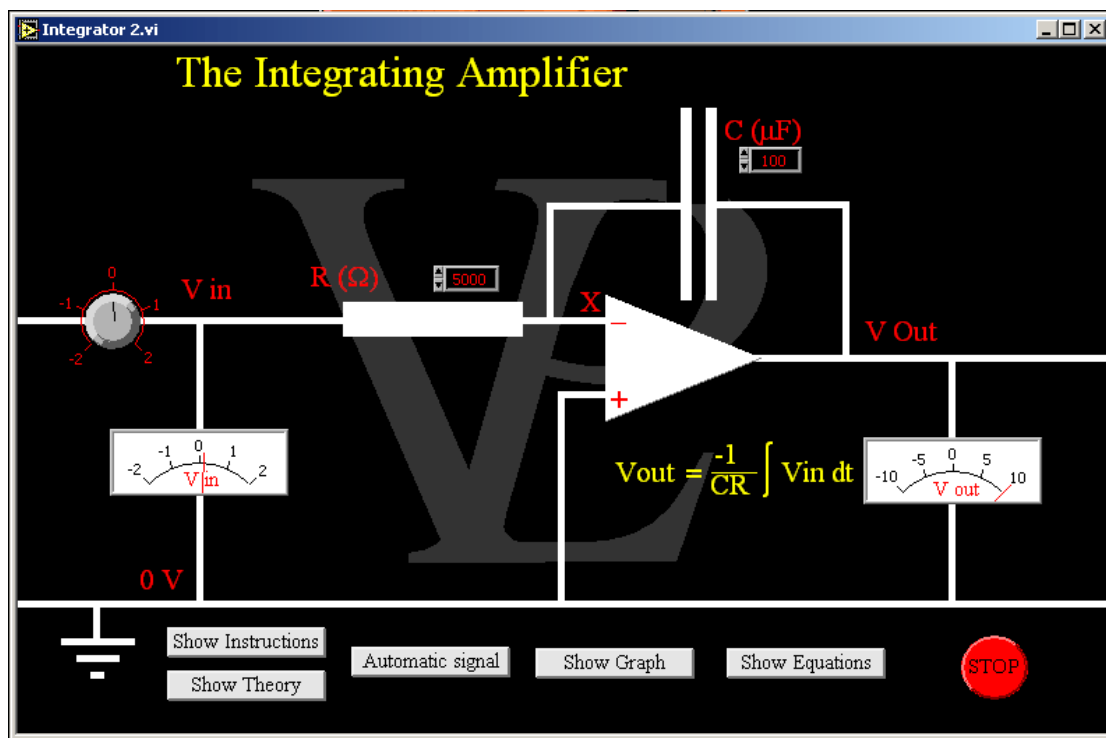 Integrator 2.vi
The Integrating Amplifier
C (µF)
100
V in
R (Ω)
5000
0
-1 1
-2 2
X
−
+
V Out
-2 -1 0 1 2
V in
Vout = -1/CR ∫ Vin dt
-10 -5 0 5 10
V out
0 V
Show Instructions
Show Theory
Automatic signal
Show Graph
Show Equations
STOP
VP